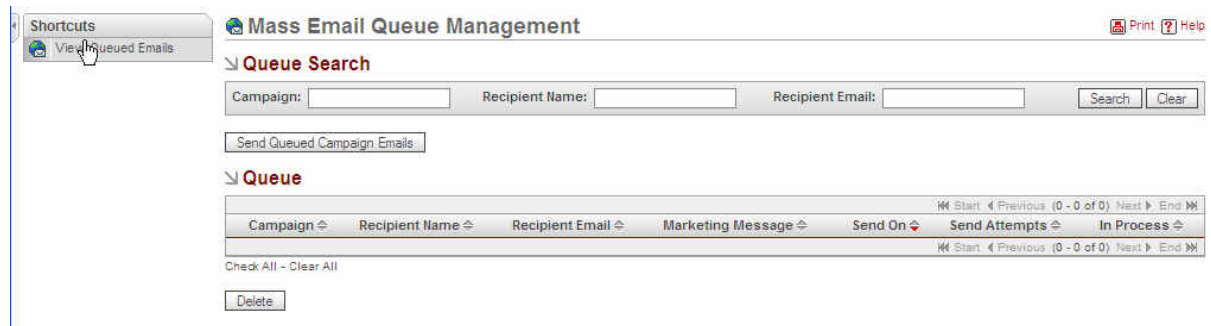 Shortcuts
View Queued Emails
Mass Email Queue Management
Print ? Help
Queue Search
Campaign: Recipient Name: Recipient Email: Search Clear
Send Queued Campaign Emails
Queue
Start Previous (0 - 0 of 0) Next End
Campaign Recipient Name Recipient Email Marketing Message Send On Send Attempts In Process
Start Previous (0 - 0 of 0) Next End
Check All - Clear All
Delete